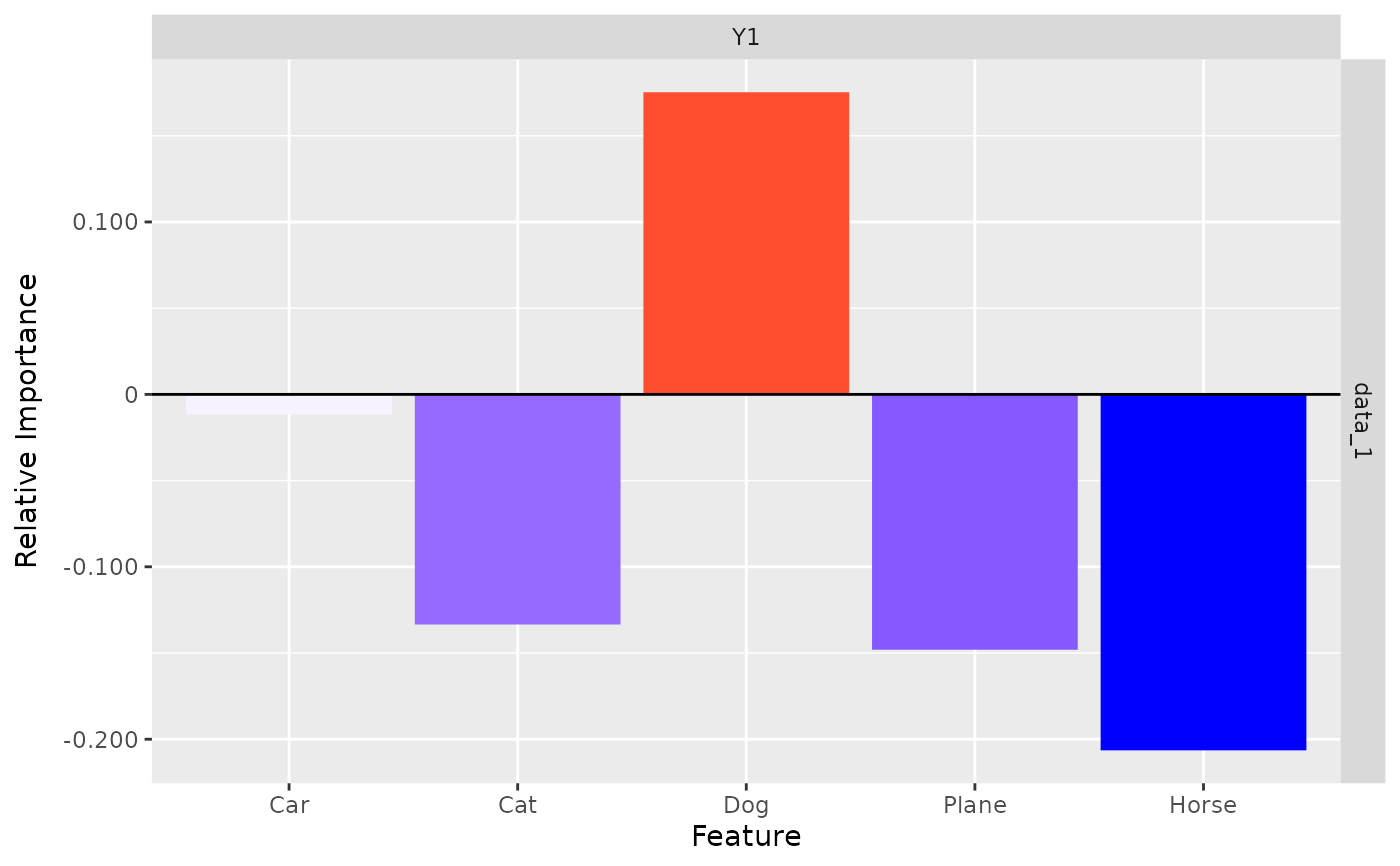 Y1
data_1
Relative Importance
0.100
0
-0.100
-0.200
Car Cat Dog Plane Horse
Feature